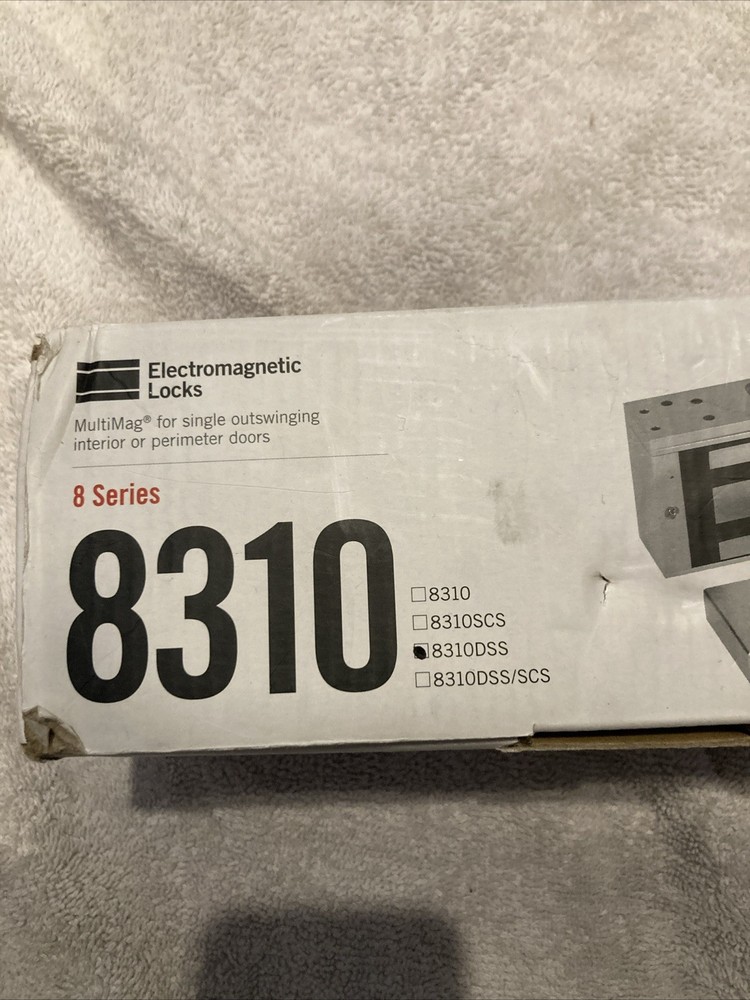 Electromagnetic
Locks
MultiMag® for single outswinging
interior or perimeter doors
8 Series
8310
8310
8310SCS
8310DSS
8310DSS/SCS